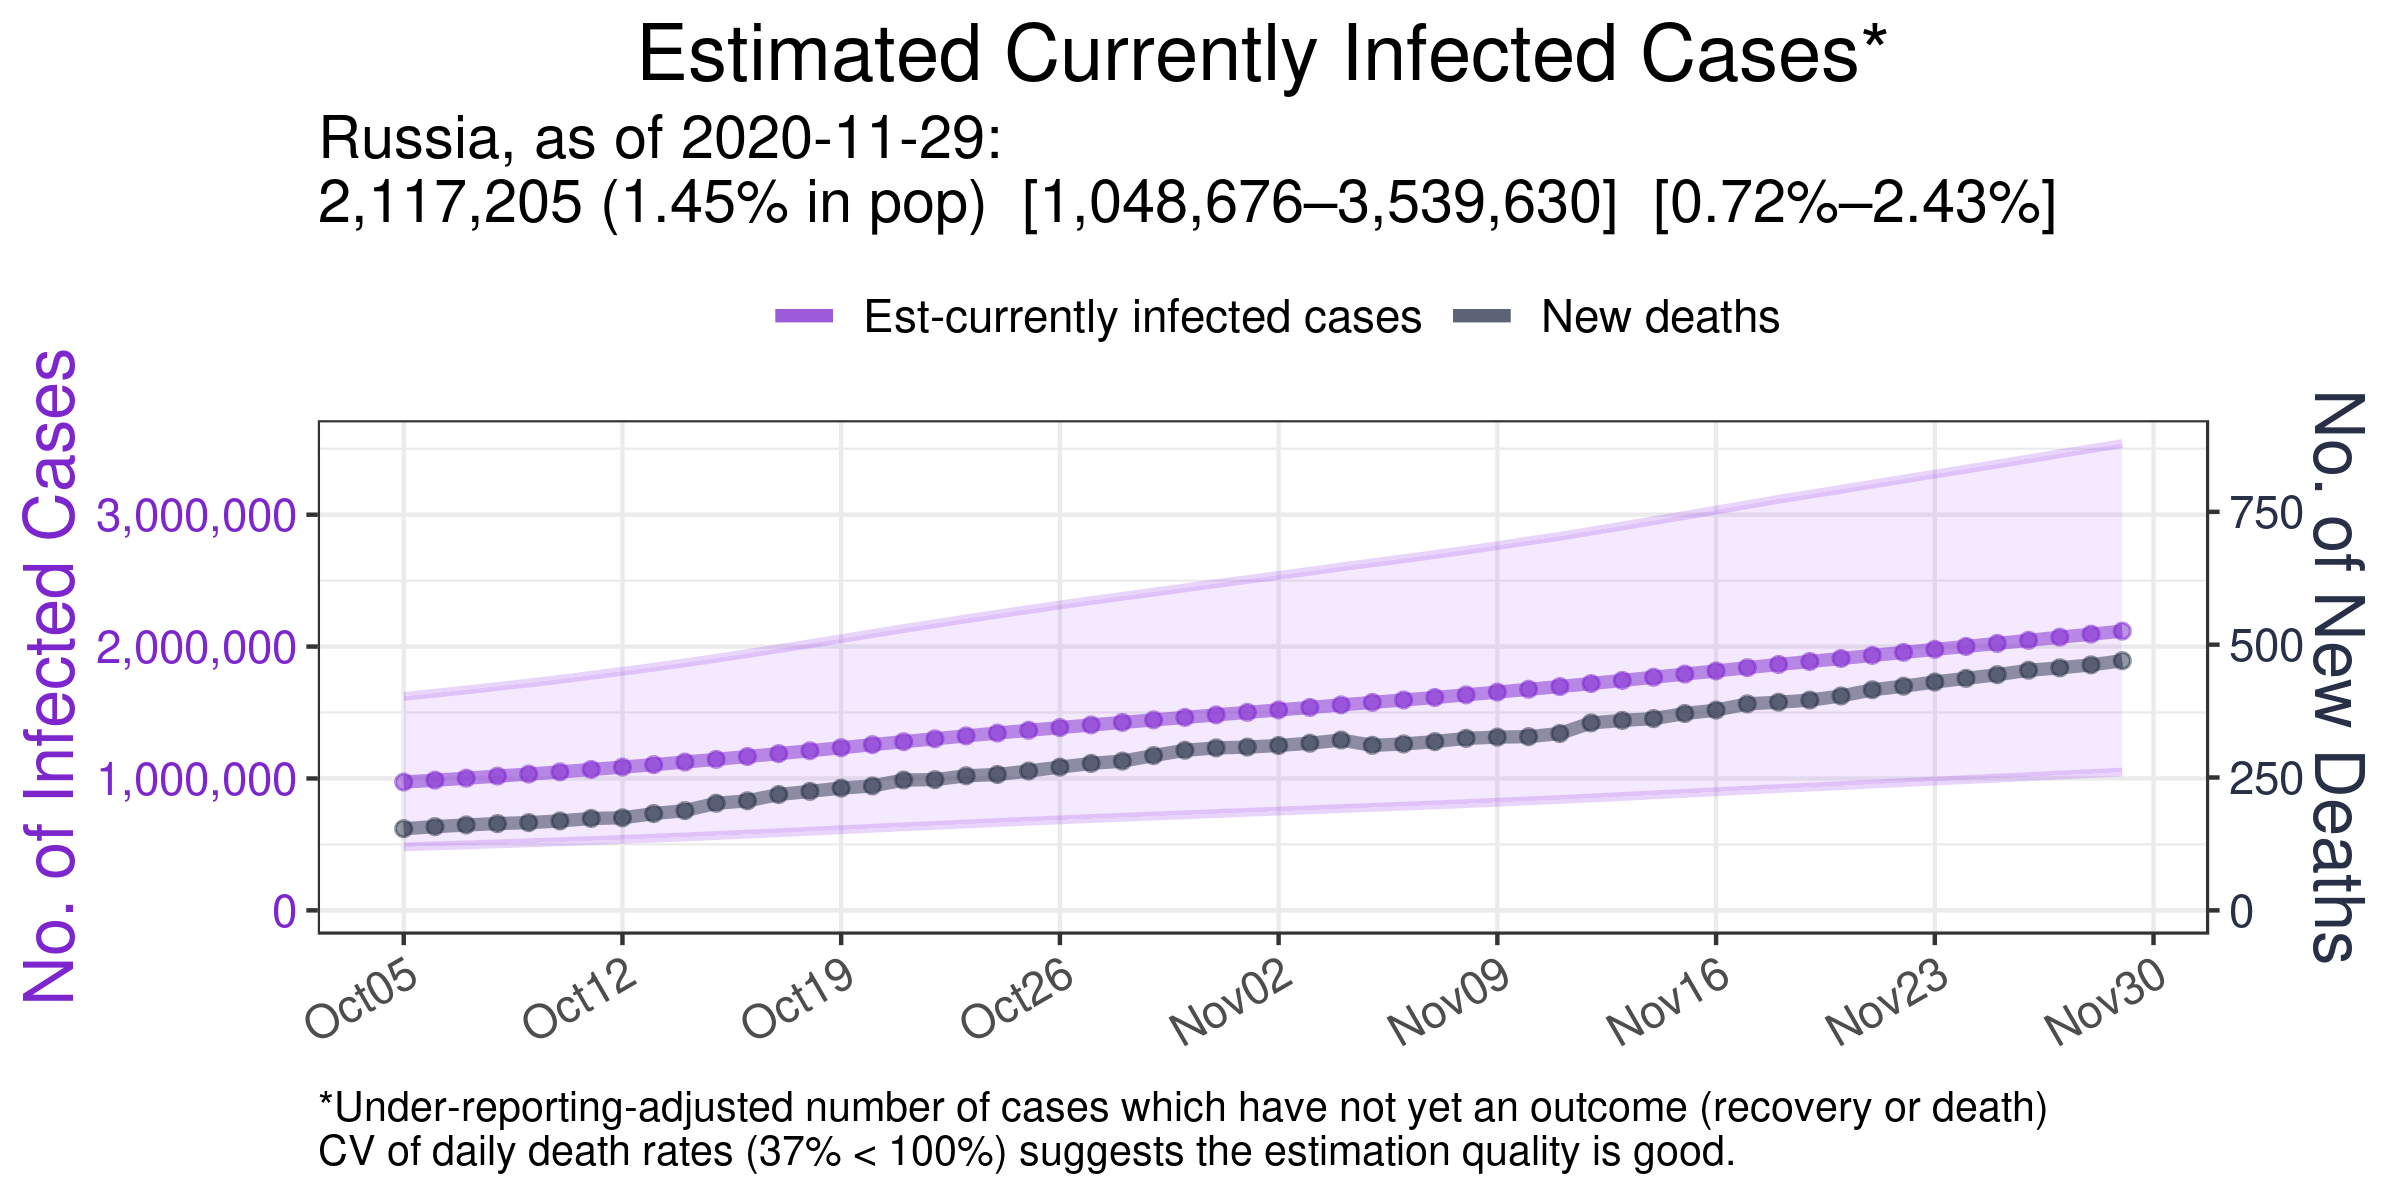 Estimated Currently Infected Cases*
Russia, as of 2020-11-29:
2,117,205 (1.45% in pop) [1,048,676–3,539,630] [0.72%–2.43%]
Est-currently infected cases
New deaths
No. of Infected Cases
3,000,000
2,000,000
1,000,000
0
750
500
250
0
No. of New Deaths
Oct05
Oct12
Oct19
Oct26
Nov02
Nov09
Nov16
Nov23
Nov30
*Under-reporting-adjusted number of cases which have not yet an outcome (recovery or death)
CV of daily death rates (37% < 100%) suggests the estimation quality is good.